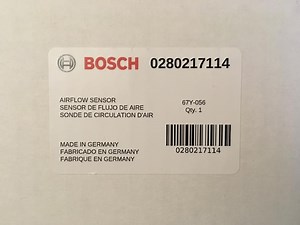 BOSCH 0280217114
AIRFLOW SENSOR
SENSOR DE FLUJO DE AIRE
SONDE DE CIRCULATION D'AIR
67Y-056
Qty. 1
MADE IN GERMANY
FABRICADO EN GERMANY
FABRIQUE EN GERMANY
0280217114